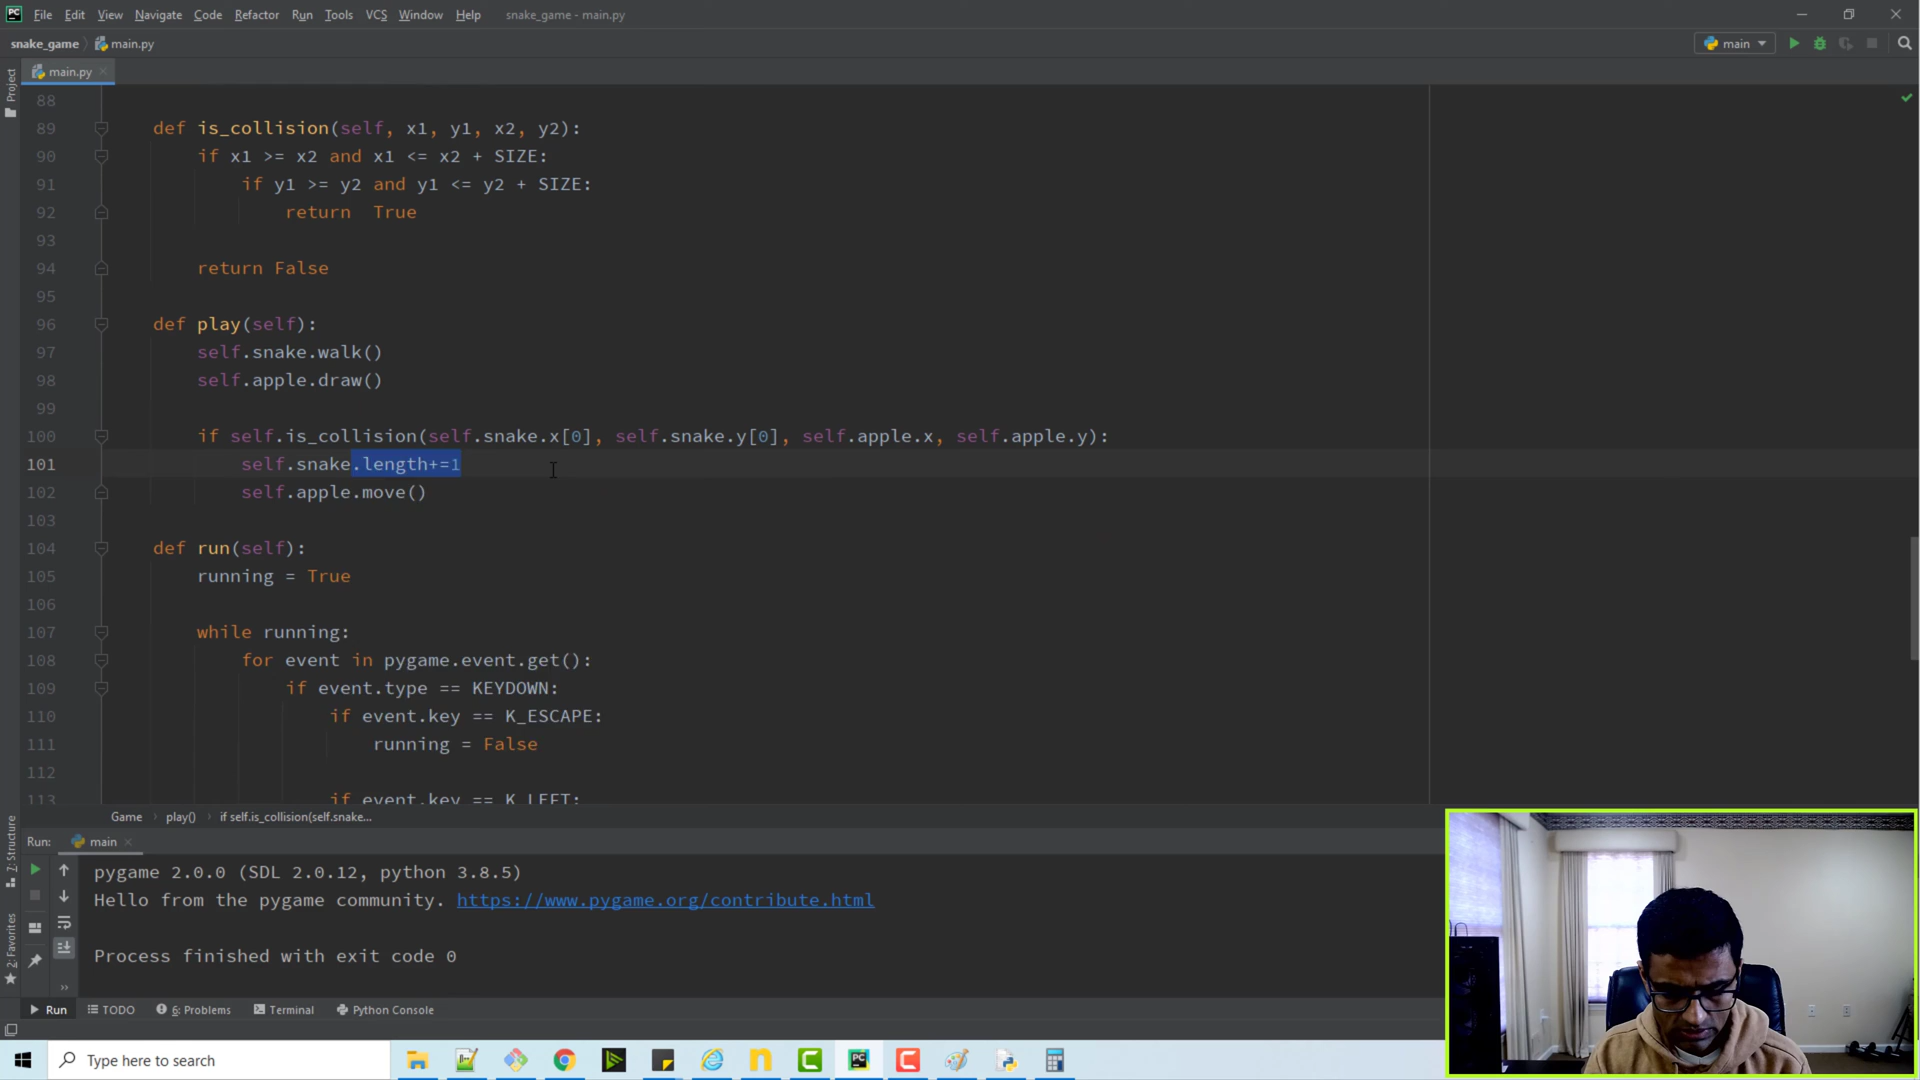 File Edit View Navigate Code Refactor Run Tools VCS Window Help snake_game - main.py
snake_game main.py main
Project
main.py
88
89 def is_collision(self, x1, y1, x2, y2):
90 if x1 >= x2 and x1 <= x2 + SIZE:
91 if y1 >= y2 and y1 <= y2 + SIZE:
92 return  True
93
94 return False
95
96 def play(self):
97 self.snake.walk()
98 self.apple.draw()
99
100 if self.is_collision(self.snake.x[0], self.snake.y[0], self.apple.x, self.apple.y):
101 self.snake.length+=1
102 self.apple.move()
103
104 def run(self):
105 running = True
106
107 while running:
108 for event in pygame.event.get():
109 if event.type == KEYDOWN:
110 if event.key == K_ESCAPE:
111 running = False
112
113 if event.key == K_LEFT:
Game play() if self.is_collision(self.snake...
Z: Structure
2: Favorites
Run: main
pygame 2.0.0 (SDL 2.0.12, python 3.8.5)
Hello from the pygame community. https://www.pygame.org/contribute.html
Process finished with exit code 0
Run TODO 6: Problems Terminal Python Console
Type here to search